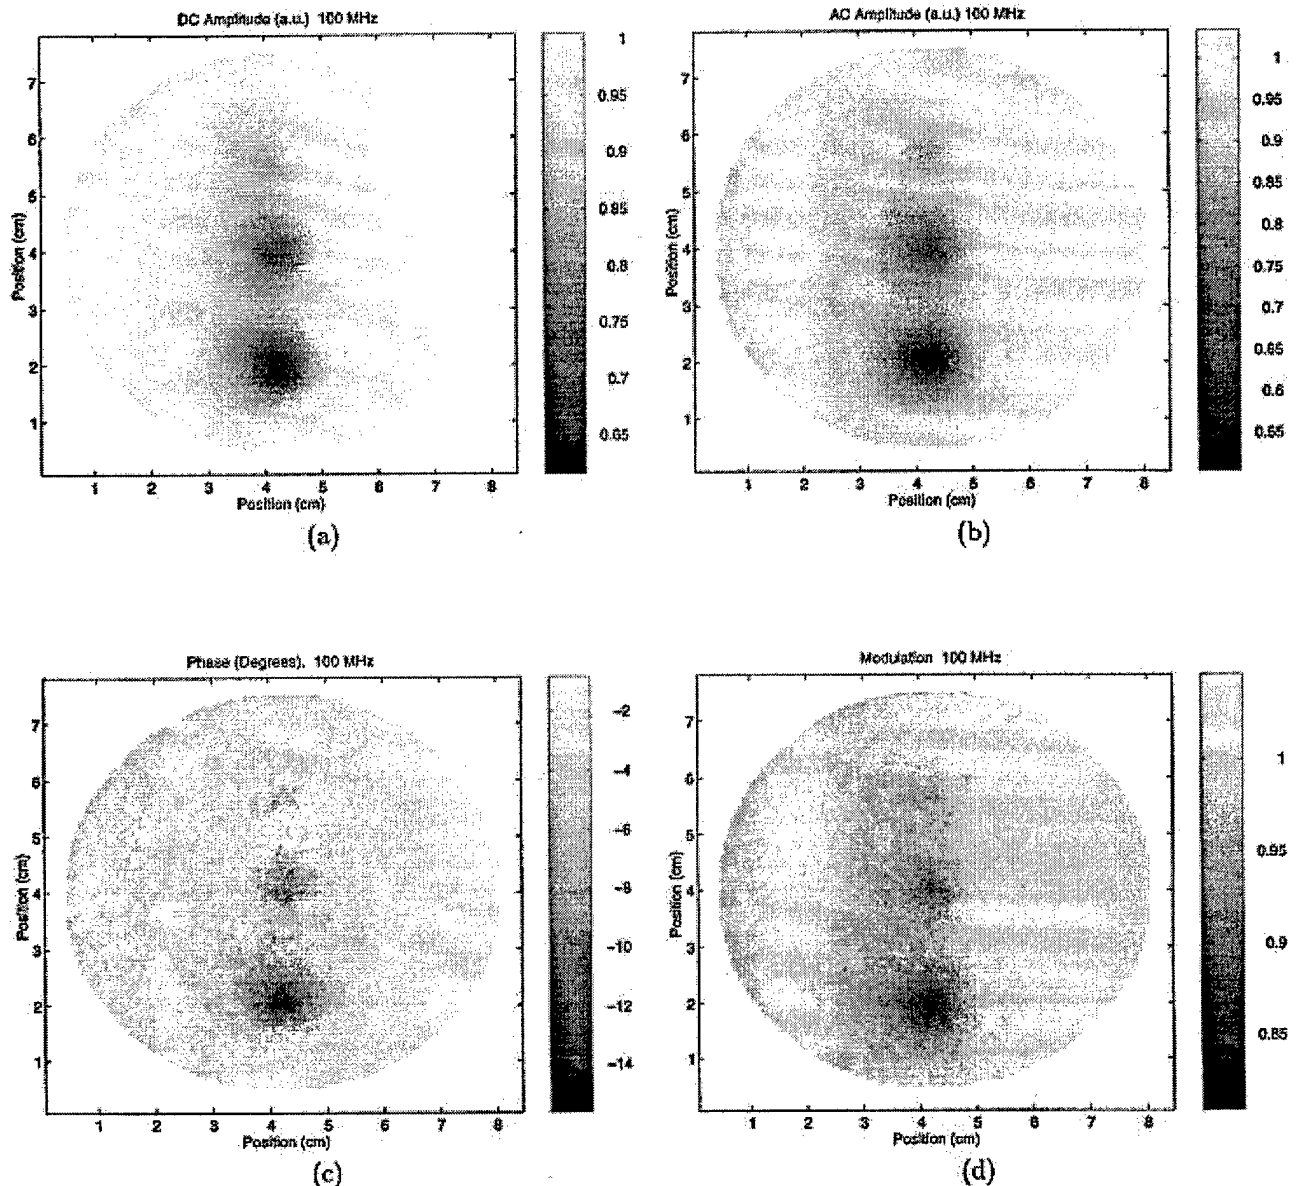 DC Amplitude (a.u.) 100 MHz
7
6
5
4
3
2
1
Position (cm)
1 2 3 4 5 6 7 8
Position (cm)
1
0.95
0.9
0.85
0.8
0.75
0.7
0.65
(a)
AC Amplitude (a.u.) 100 MHz
7
6
5
4
3
2
1
Position (cm)
1 2 3 4 5 6 7 8
Position (cm)
1
0.95
0.9
0.85
0.8
0.75
0.7
0.65
0.6
0.55
(b)
Phase (Degrees), 100 MHz
7
6
5
4
3
2
1
Position (cm)
1 2 3 4 5 6 7 8
Position (cm)
-2
-4
-6
-8
-10
-12
-14
(c)
Modulation 100 MHz
7
6
5
4
3
2
1
Position (cm)
1 2 3 4 5 6 7 8
Position (cm)
1
0.95
0.9
0.85
(d)